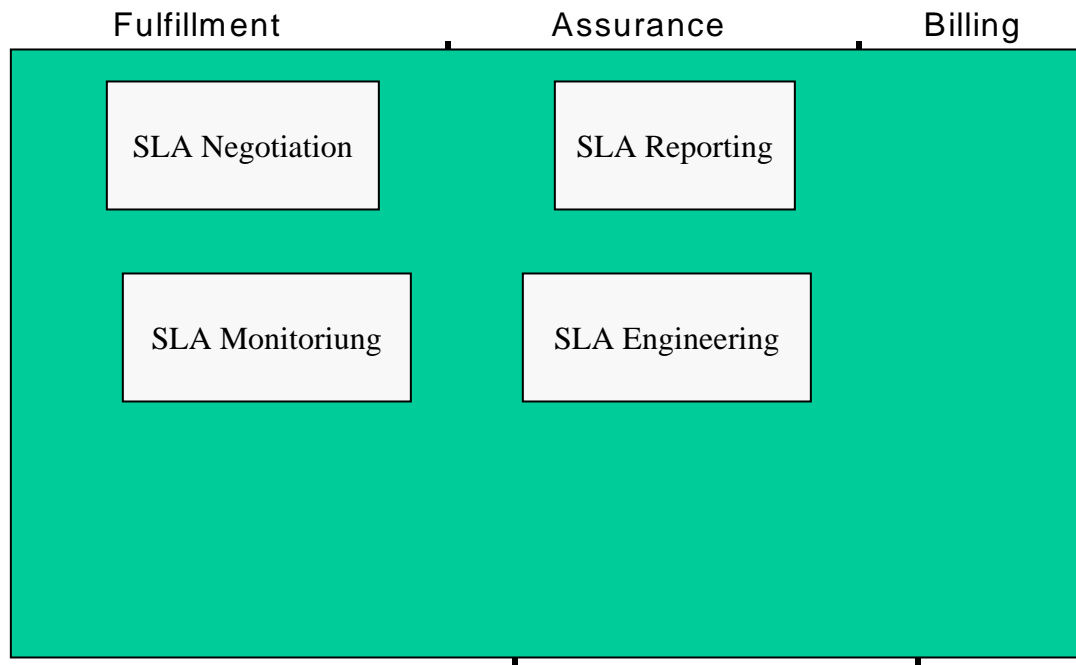 Fulfillment Assurance Billing
SLA Negotiation SLA Reporting
SLA Monitoriung SLA Engineering